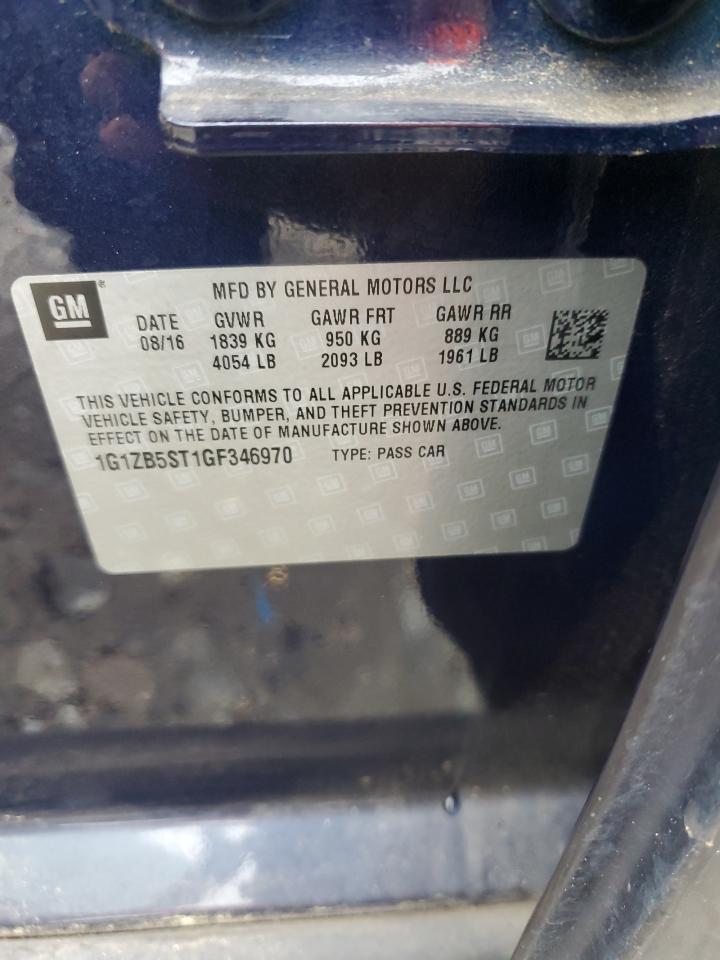 GM
MFD BY GENERAL MOTORS LLC
DATE GVWR GAWR FRT GAWR RR
08/16 1839 KG 950 KG 889 KG
4054 LB 2093 LB 1961 LB
THIS VEHICLE CONFORMS TO ALL APPLICABLE U.S. FEDERAL MOTOR
VEHICLE SAFETY, BUMPER, AND THEFT PREVENTION STANDARDS IN
EFFECT ON THE DATE OF MANUFACTURE SHOWN ABOVE.
1G1ZB5ST1GF346970 TYPE: PASS CAR